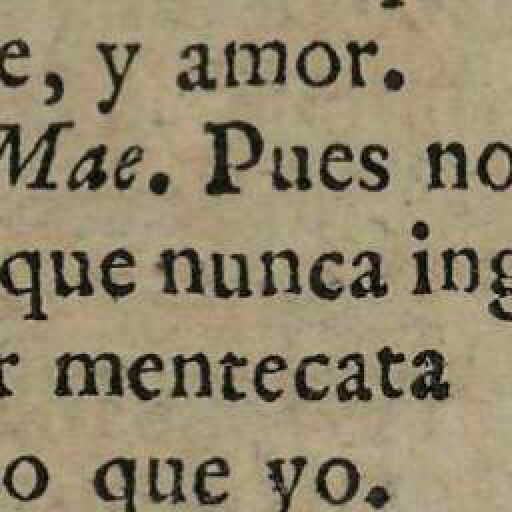 e, y amor.
Mae. Pues no
que nunca ing
r mentecata
o que yo.